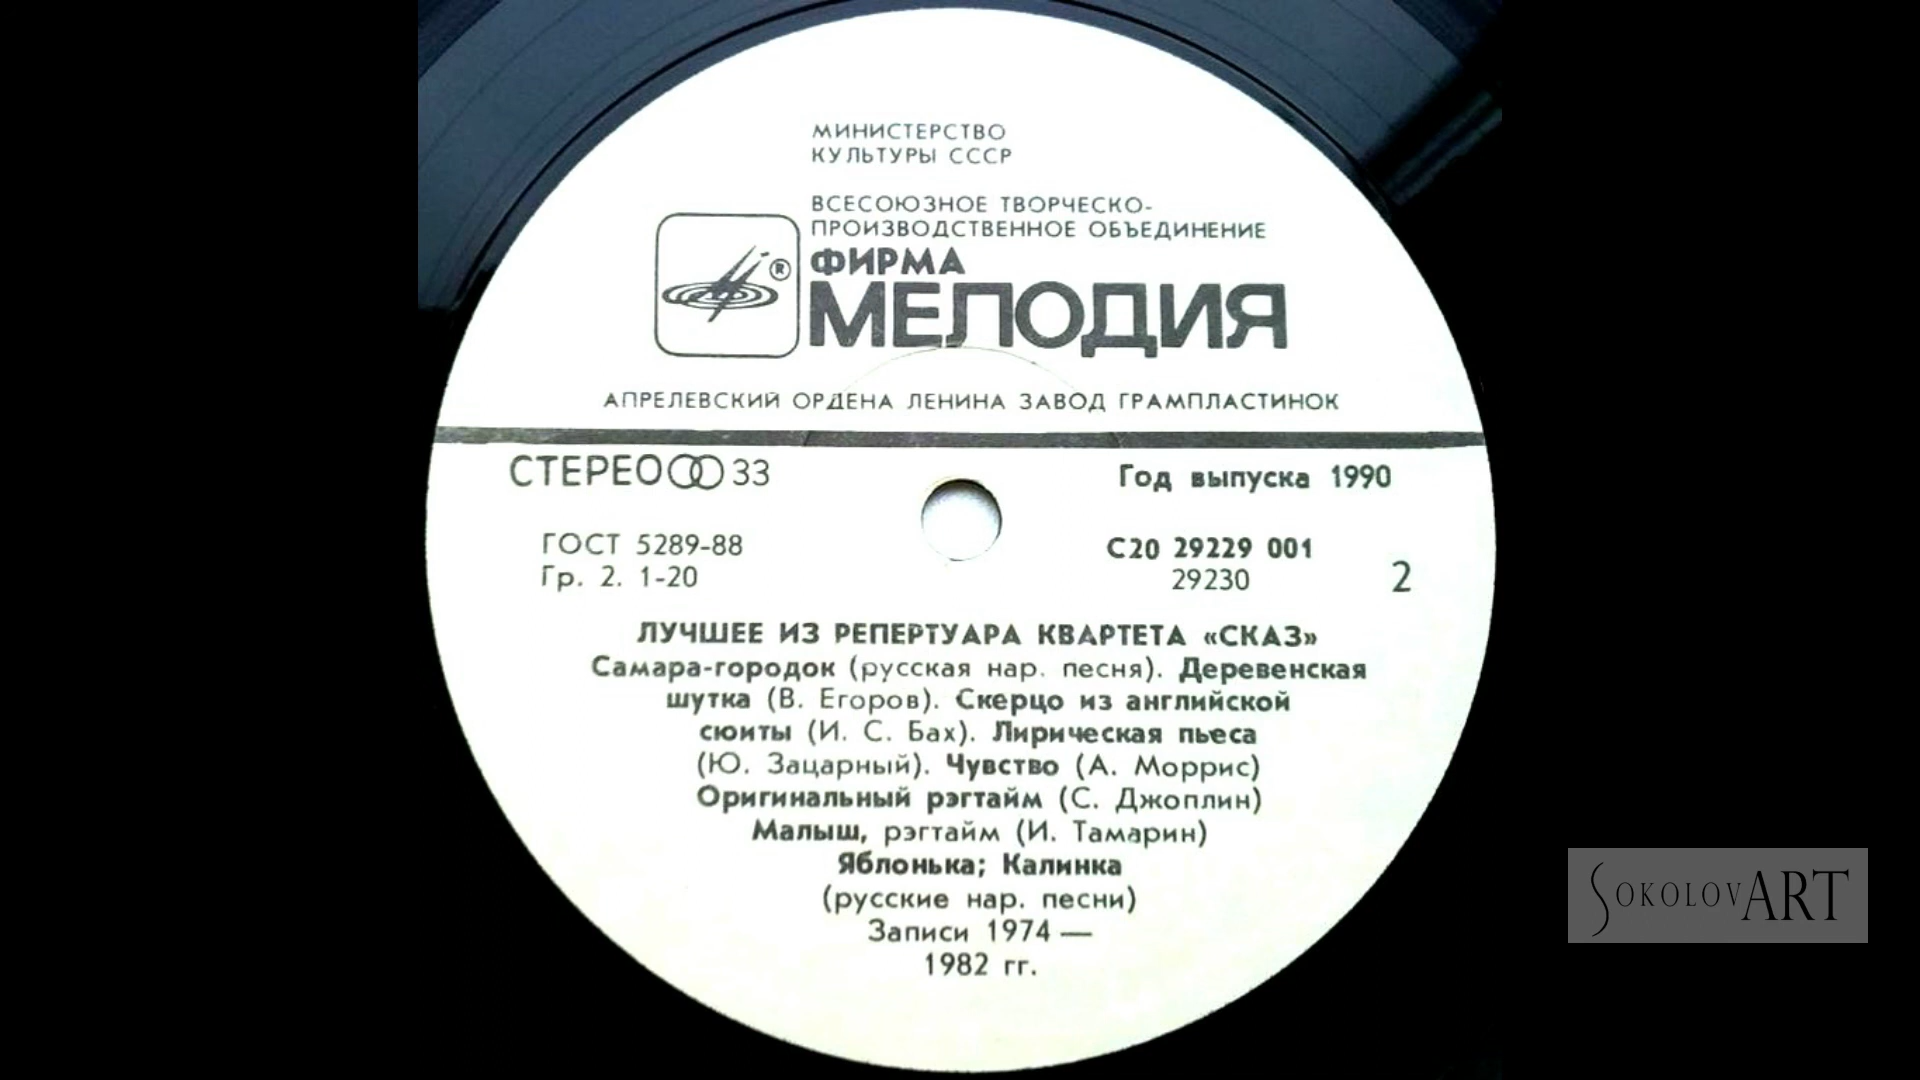 МИНИСТЕРСТВО
КУЛЬТУРЫ СССР
ВСЕСОЮЗНОЕ ТВОРЧЕСКО-
ПРОИЗВОДСТВЕННОЕ ОБЪЕДИНЕНИЕ
®
ФИРМА
МЕЛОДИЯ
АПРЕЛЕВСКИЙ ОРДЕНА ЛЕНИНА ЗАВОД ГРАМПЛАСТИНОК
СТЕРЕО 33
Год выпуска 1990
ГОСТ 5289-88
Гр. 2. 1-20
С20 29229 001
29230
2
ЛУЧШЕЕ ИЗ РЕПЕРТУАРА КВАРТЕТА «СКАЗ»
Самара-городок (русская нар. песня). Деревенская
шутка (В. Егоров). Скерцо из английской
сюиты (И. С. Бах). Лирическая пьеса
(Ю. Зацарный). Чувство (А. Моррис)
Оригинальный рэгтайм (С. Джоплин)
Малыш, рэгтайм (И. Тамарин)
Яблонька; Калинка
(русские нар. песни)
Записи 1974 —
1982 гг.
SOKOLOVART